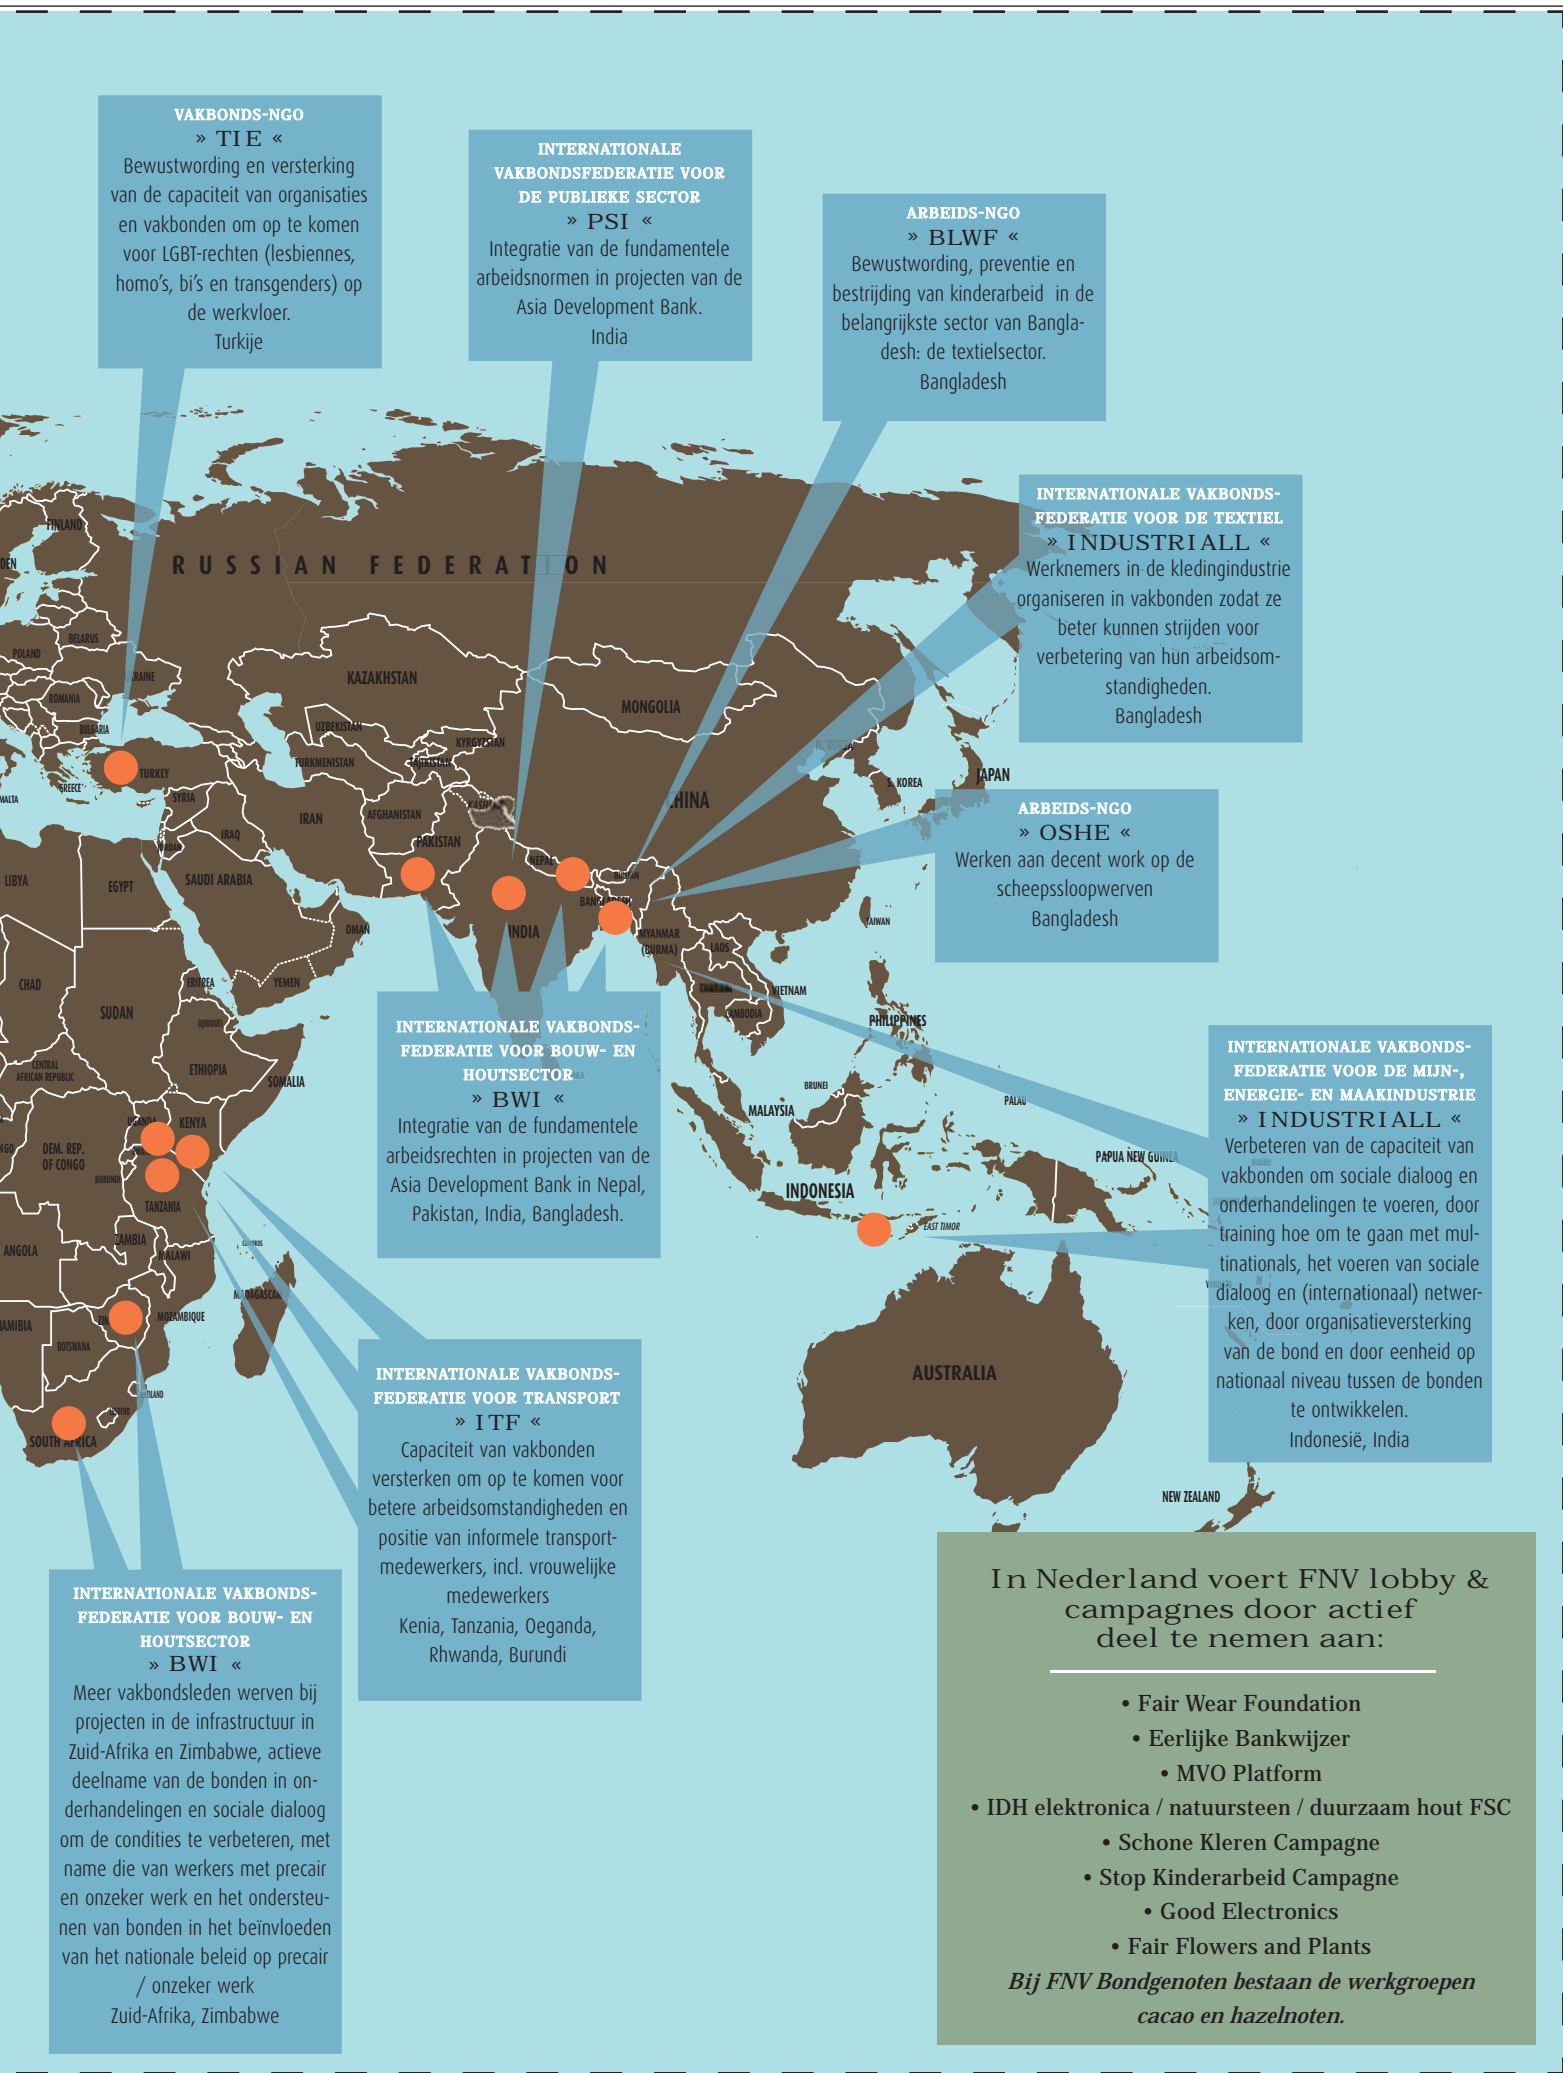 VAKBONDS-NGO
» TIE «
Bewustwording en versterking
van de capaciteit van organisaties
en vakbonden om op te komen
voor LGBT-rechten (lesbiennes,
homo's, bi's en transgenders) op
de werkvloer.
Turkije
INTERNATIONALE
VAKBONDSFEDERATIE VOOR
DE PUBLIEKE SECTOR
» PSI «
Integratie van de fundamentele
arbeidsnormen in projecten van de
Asia Development Bank.
India
ARBEIDS-NGO
» BLWF «
Bewustwording, preventie en
bestrijding van kinderarbeid in de
belangrijkste sector van Bangla-
desh: de textielsector.
Bangladesh
INTERNATIONALE VAKBONDS-
FEDERATIE VOOR DE TEXTIEL
» INDUSTRIALL «
Werknemers in de kledingindustrie
organiseren in vakbonden zodat ze
beter kunnen strijden voor
verbetering van hun arbeidsom-
standigheden.
Bangladesh
ARBEIDS-NGO
» OSHE «
Werken aan decent work op de
scheepssloopwerven
Bangladesh
INTERNATIONALE VAKBONDS-
FEDERATIE VOOR BOUW- EN
HOUTSECTOR
» BWI «
Integratie van de fundamentele
arbeidsrechten in projecten van de
Asia Development Bank in Nepal,
Pakistan, India, Bangladesh.
INTERNATIONALE VAKBONDS-
FEDERATIE VOOR DE MIJN-,
ENERGIE- EN MAAKINDUSTRIE
» INDUSTRIALL «
Verbeteren van de capaciteit van
vakbonden om sociale dialoog en
onderhandelingen te voeren, door
training hoe om te gaan met mul-
tinationals, het voeren van sociale
dialoog en (internationaal) netwer-
ken, door organisatieversterking
van de bond en door eenheid op
nationaal niveau tussen de bonden
te ontwikkelen.
Indonesië, India
INTERNATIONALE VAKBONDS-
FEDERATIE VOOR TRANSPORT
» ITF «
Capaciteit van vakbonden
versterken om op te komen voor
betere arbeidsomstandigheden en
positie van informele transport-
medewerkers, incl. vrouwelijke
medewerkers
Kenia, Tanzania, Oeganda,
Rhwanda, Burundi
INTERNATIONALE VAKBONDS-
FEDERATIE VOOR BOUW- EN
HOUTSECTOR
» BWI «
Meer vakbondsleden werven bij
projecten in de infrastructuur in
Zuid-Afrika en Zimbabwe, actieve
deelname van de bonden in on-
derhandelingen en sociale dialoog
om de condities te verbeteren, met
name die van werkers met precair
en onzeker werk en het ondersteu-
nen van bonden in het beïnvloeden
van het nationale beleid op precair
/ onzeker werk
Zuid-Afrika, Zimbabwe
In Nederland voert FNV lobby &
campagnes door actief
deel te nemen aan:
• Fair Wear Foundation
• Eerlijke Bankwijzer
• MVO Platform
• IDH elektronica / natuursteen / duurzaam hout FSC
• Schone Kleren Campagne
• Stop Kinderarbeid Campagne
• Good Electronics
• Fair Flowers and Plants
Bij FNV Bondgenoten bestaan de werkgroepen
cacao en hazelnoten.
FINLAND
RUSSIAN FEDERATION
BELARUS
POLAND
ROMANIA
BULGARIA
GREECE
MALTA
TURKEY
SYRIA
IRAQ
JORDAN
IRAN
KAZAKHSTAN
UZBEKISTAN
TURKMENISTAN
KYRGYZSTAN
TAJIKISTAN
AFGHANISTAN
PAKISTAN
MONGOLIA
CHINA
N. KOREA
S. KOREA
JAPAN
NEPAL
BHUTAN
BANGLADESH
INDIA
MYANMAR
(BURMA)
LAOS
TAIWAN
VIETNAM
CAMBODIA
PHILIPPINES
BRUNEI
MALAYSIA
PALAU
INDONESIA
PAPUA NEW GUINEA
EAST TIMOR
AUSTRALIA
NEW ZEALAND
LIBYA
EGYPT
SAUDI ARABIA
OMAN
YEMEN
CHAD
SUDAN
ERITREA
DJIBOUTI
ETHIOPIA
SOMALIA
CENTRAL
AFRICAN REPUBLIC
UGANDA
KENYA
DEM. REP.
OF CONGO
BURUNDI
TANZANIA
ANGOLA
ZAMBIA
MALAWI
COMOROS
MADAGASCAR
MOZAMBIQUE
BOTSWANA
SOUTH AFRICA